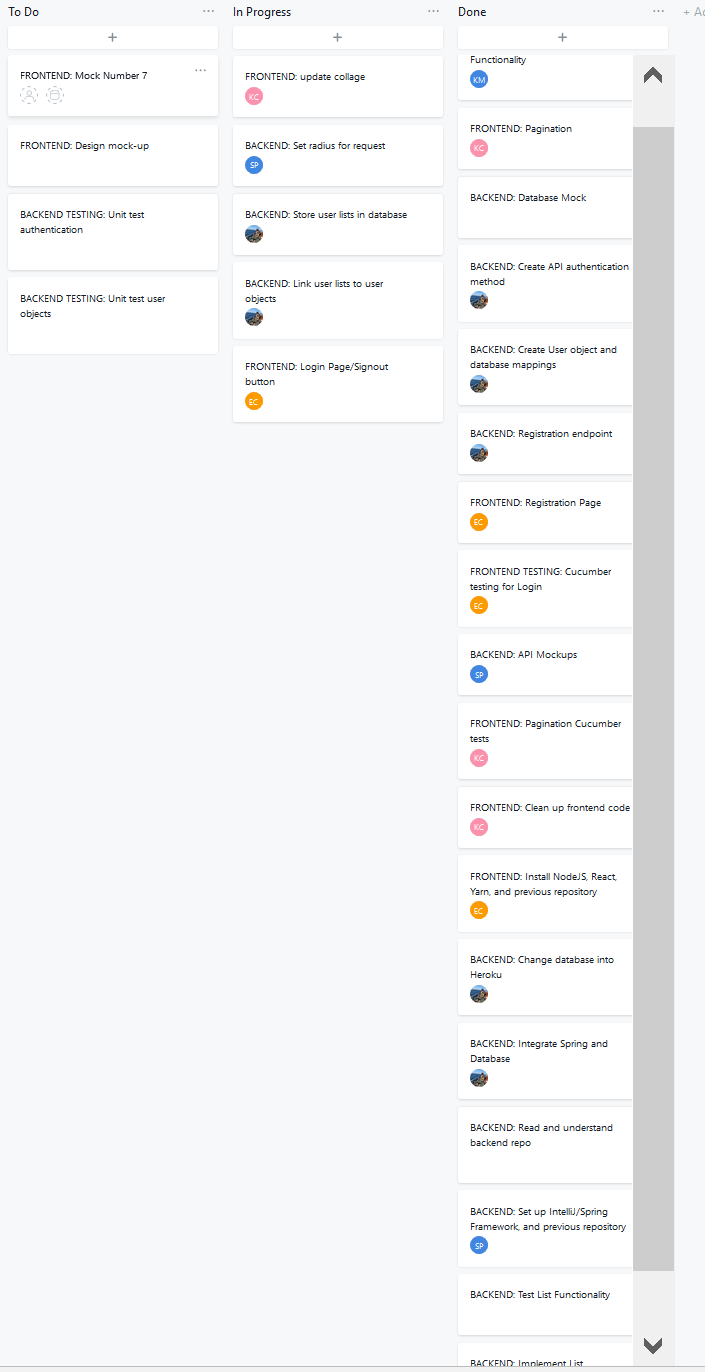 To Do
FRONTEND: Mock Number 7
FRONTEND: Design mock-up
BACKEND TESTING: Unit test
authentication
BACKEND TESTING: Unit test user
objects
In Progress
FRONTEND: update collage
KC
BACKEND: Set radius for request
SP
BACKEND: Store user lists in database
BACKEND: Link user lists to user
objects
FRONTEND: Login Page/Signout
button
EC
Done
Functionality
KM
FRONTEND: Pagination
KC
BACKEND: Database Mock
BACKEND: Create API authentication
method
BACKEND: Create User object and
database mappings
BACKEND: Registration endpoint
FRONTEND: Registration Page
EC
FRONTEND TESTING: Cucumber
testing for Login
EC
BACKEND: API Mockups
SP
FRONTEND: Pagination Cucumber
tests
KC
FRONTEND: Clean up frontend code
KC
FRONTEND: Install NodeJS, React,
Yarn, and previous repository
EC
BACKEND: Change database into
Heroku
BACKEND: Integrate Spring and
Database
BACKEND: Read and understand
backend repo
BACKEND: Set up IntelliJ/Spring
Framework, and previous repository
SP
BACKEND: Test List Functionality
BACKEND: Implement List
+ Ad